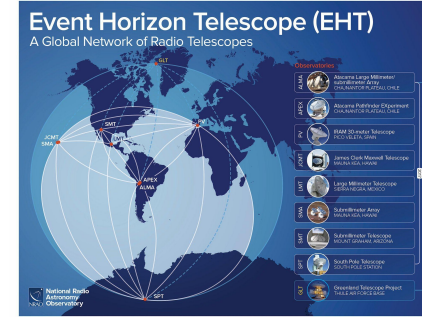 Event Horizon Telescope (EHT)
A Global Network of Radio Telescopes
GLT
Observatories
ALMA
Atacama Large Millimeter/
submillimeter Array
CHAJNANTOR PLATEAU, CHILE
APEX
Atacama Pathfinder EXperiment
CHAJNANTOR PLATEAU, CHILE
PV
IRAM 30-meter Telescope
PICO VELETA, SPAIN
JCMT
James Clerk Maxwell Telescope
MAUNA KEA, HAWAII
LMT
Large Millimeter Telescope
SIERRA NEGRA, MEXICO
SMA
Submillimeter Array
MAUNA KEA, HAWAII
SMT
Submillimeter Telescope
MOUNT GRAHAM, ARIZONA
SPT
South Pole Telescope
SOUTH POLE STATION
GLT
Greenland Telescope Project
THULE AIR FORCE BASE
SMT
PV
JCMT
SMA
LMT
APEX
ALMA
SPT
NRAO
National Radio
Astronomy
Observatory